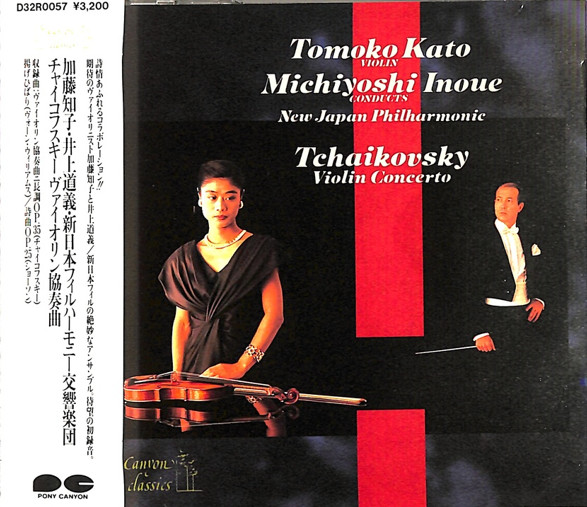 D32R0057 ¥3,200
詩情あふれるコラボレーション!!
期待のヴァイオリニスト加藤知子と井上道義/新日本フィルの絶妙なアンサンブル、待望の初録音。
加藤知子・井上道義・新日本フィルハーモニー交響楽団
チャイコフスキーヴァイオリン協奏曲
収録曲:ヴァイオリン協奏曲ニ長調OP.35(チャイコフスキー)
揚げひばり(ヴォーン・ウィリアムス)/詩曲OP.25(ショーソン)
PONY CANYON
Tomoko Kato
VIOLIN
Michiyoshi Inoue
CONDUCTS
New Japan Philharmonic
Tchaikovsky
Violin Concerto
Canyon
classics